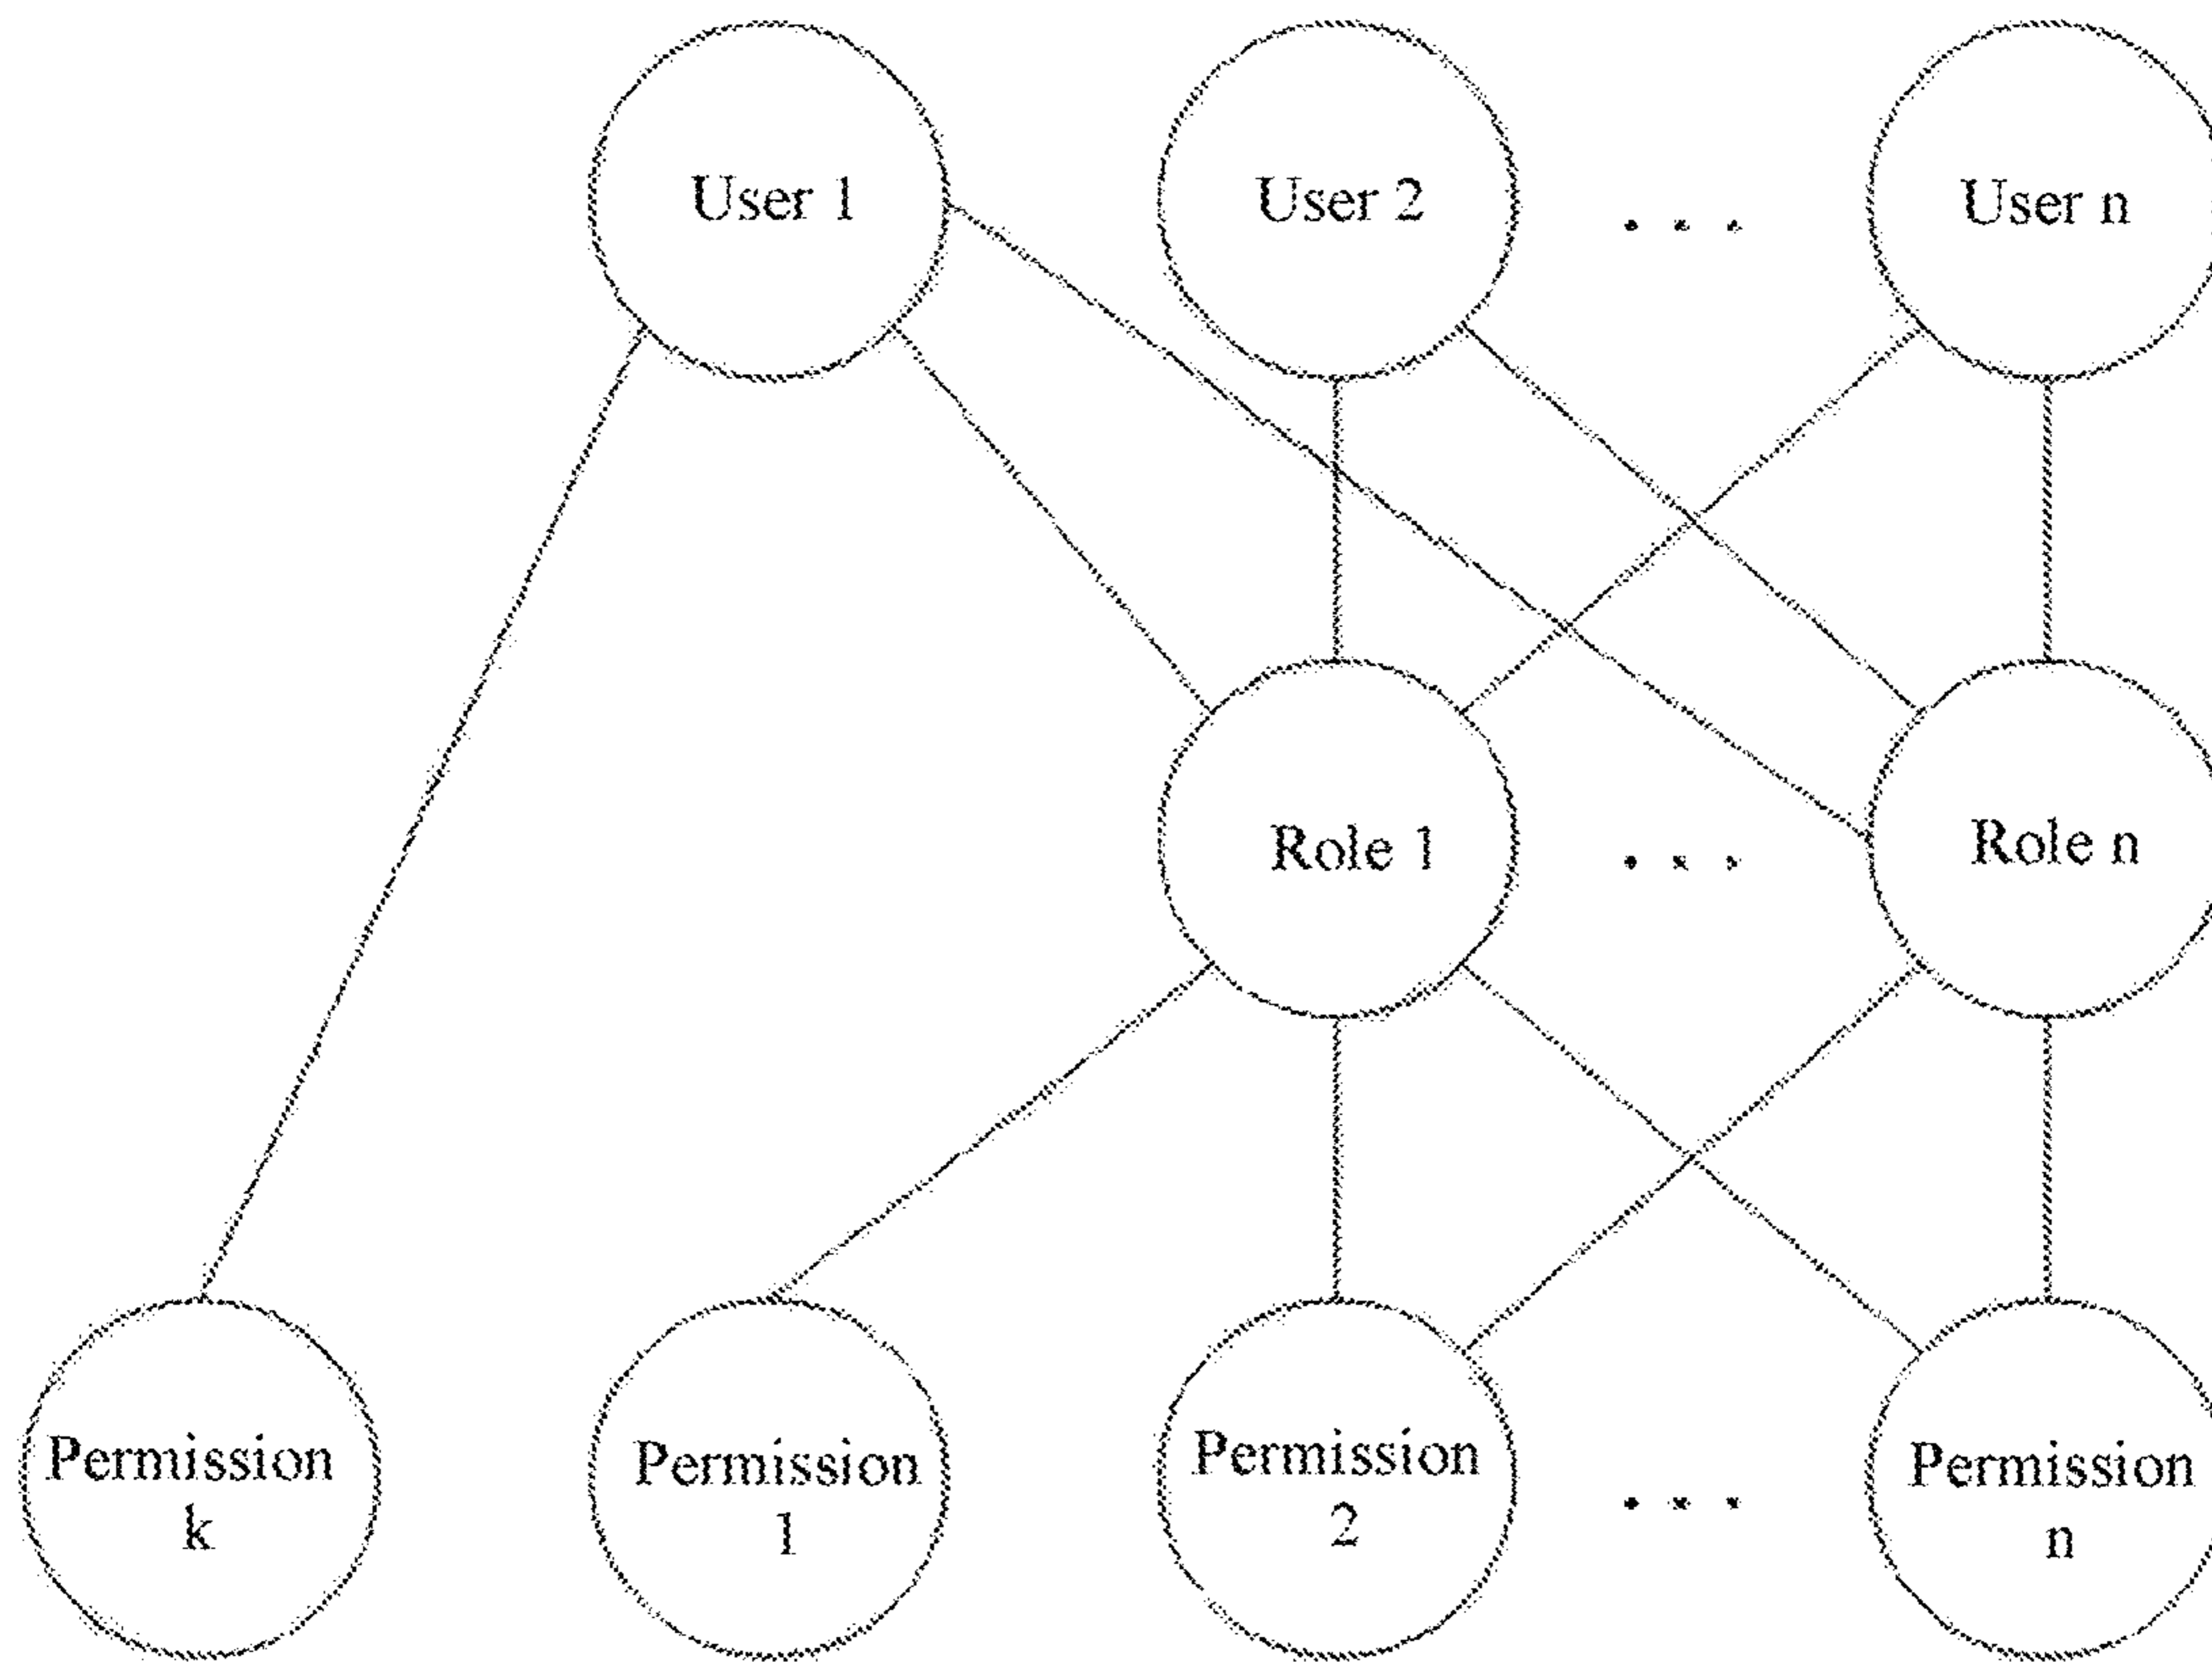 User 1
User 2
. . .
User n
Role 1
. . .
Role n
Permission
k
Permission
1
Permission
2
. . .
Permission
n